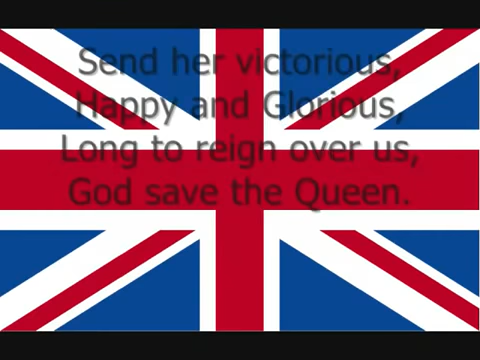 Send her victorious,
Happy and Glorious,
Long to reign over us,
God save the Queen.